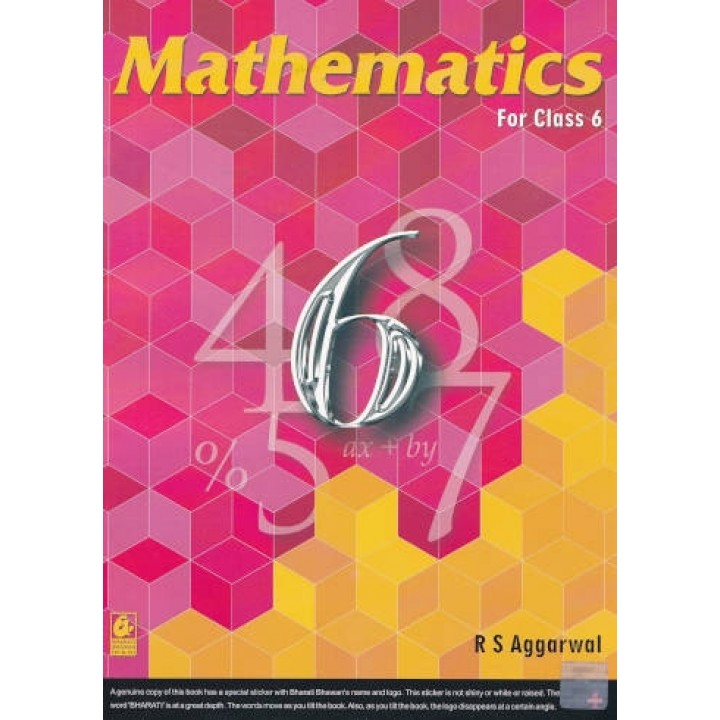 Mathematics
For Class 6
4 8
6
ax + by
% 5 7
R S Aggarwal
A genuine copy of this book has a special sticker with Bharati Bhawan's name and logo. This sticker is not shiny or white or raised. The
word 'BHARATI' is at a great depth. The words move as you tilt the book. Also, as you tilt the book, the logo disappears at a certain angle.